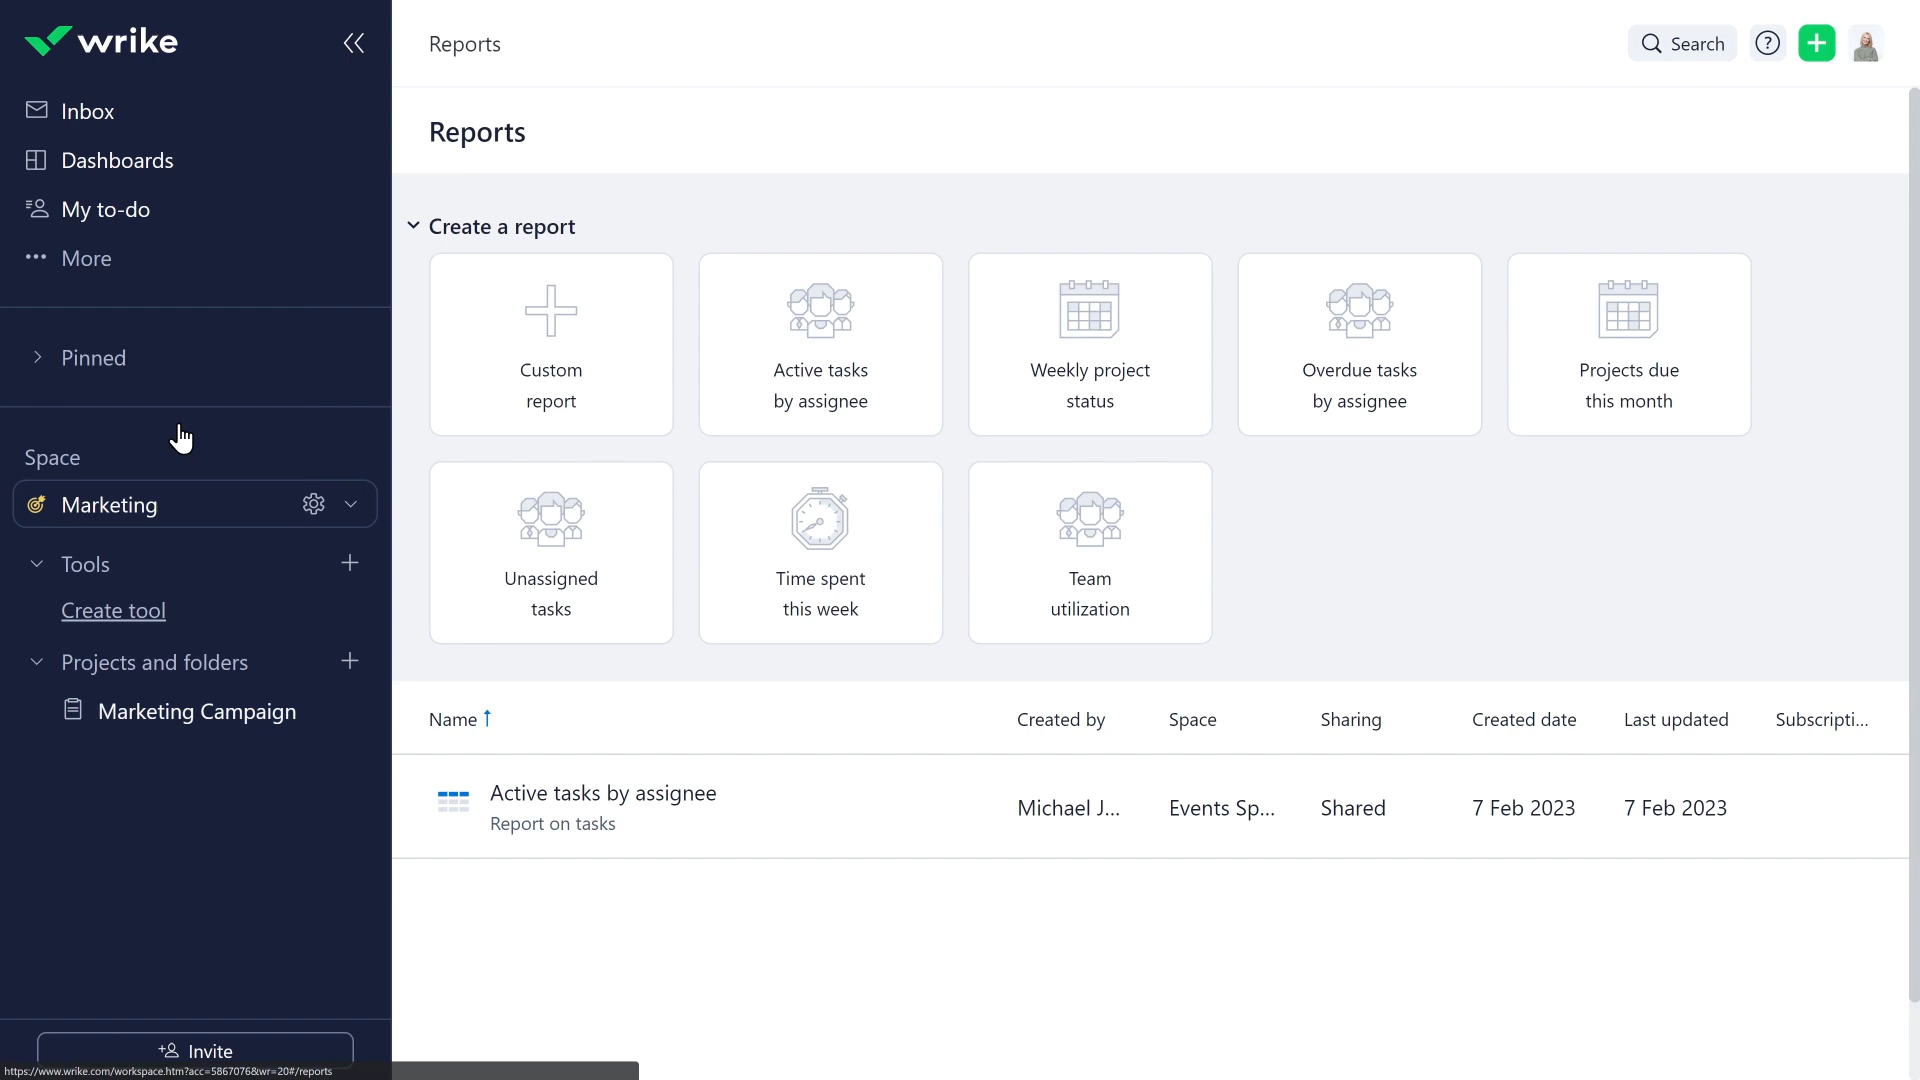 wrike
Inbox
Dashboards
My to-do
More
Pinned
Space
Marketing
Tools
Create tool
Projects and folders
Marketing Campaign
Invite
https://www.wrike.com/workspace.htm?acc=5867076&wr=20#/reports
Reports
Search
Reports
Create a report
Custom
report
Active tasks
by assignee
Weekly project
status
Overdue tasks
by assignee
Projects due
this month
Unassigned
tasks
Time spent
this week
Team
utilization
Name Created by Space Sharing Created date Last updated Subscripti...
Active tasks by assignee
Report on tasks
Michael J... Events Sp... Shared 7 Feb 2023 7 Feb 2023